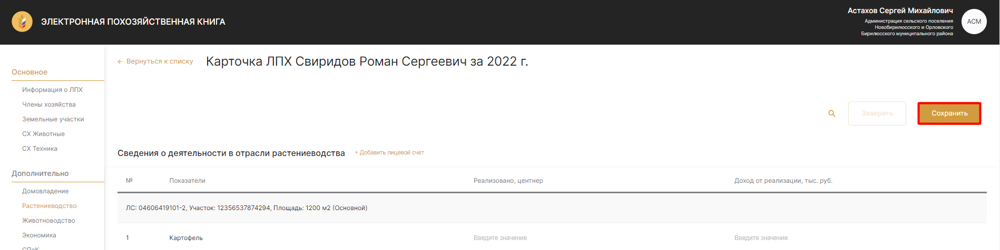 ЭЛЕКТРОННАЯ ПОХОЗЯЙСТВЕННАЯ КНИГА
Астахов Сергей Михайлович
Администрация сельского поселения
Новобирилюсского и Орловского
Бирилюсского муниципального района
АСМ
← Вернуться к списку
Карточка ЛПХ Свиридов Роман Сергеевич за 2022 г.
Основное
Информация о ЛПХ
Члены хозяйства
Земельные участки
СХ Животные
СХ Техника
Дополнительно
Домовладение
Растениеводство
Животноводство
Экономика
СПоК
Заверить
Сохранить
Сведения о деятельности в отрасли растениеводства
+ Добавить лицевой счет
№ Показатели Реализовано, центнер Доход от реализации, тыс. руб.
ЛС: 04606419101-2, Участок: 12356537874294, Площадь: 1200 м2 (Основной)
1 Картофель Введите значение Введите значение